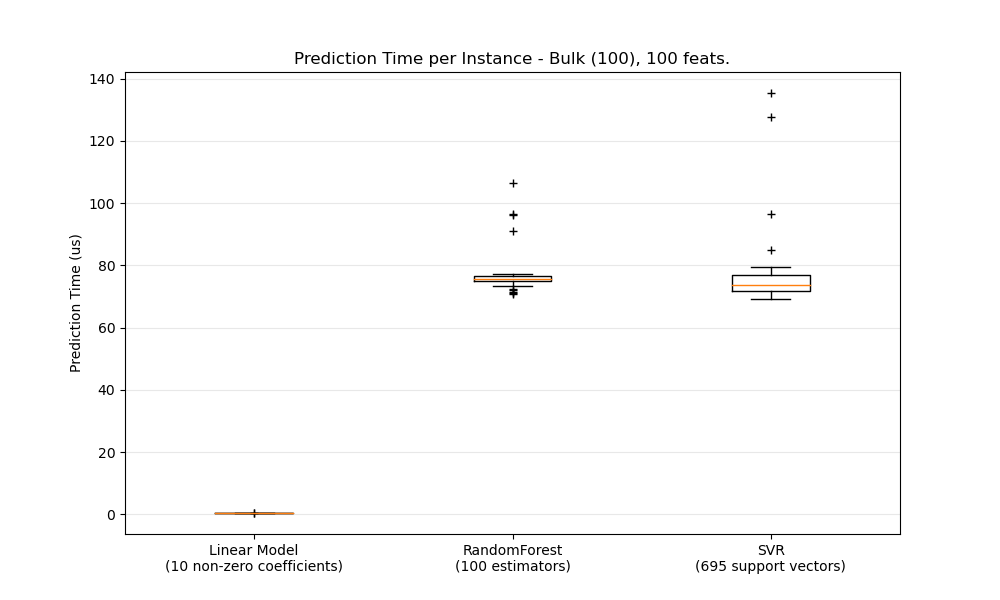 Prediction Time per Instance - Bulk (100), 100 feats.
140
120
100
80
60
40
20
0
Prediction Time (us)
Linear Model
(10 non-zero coefficients)
RandomForest
(100 estimators)
SVR
(695 support vectors)